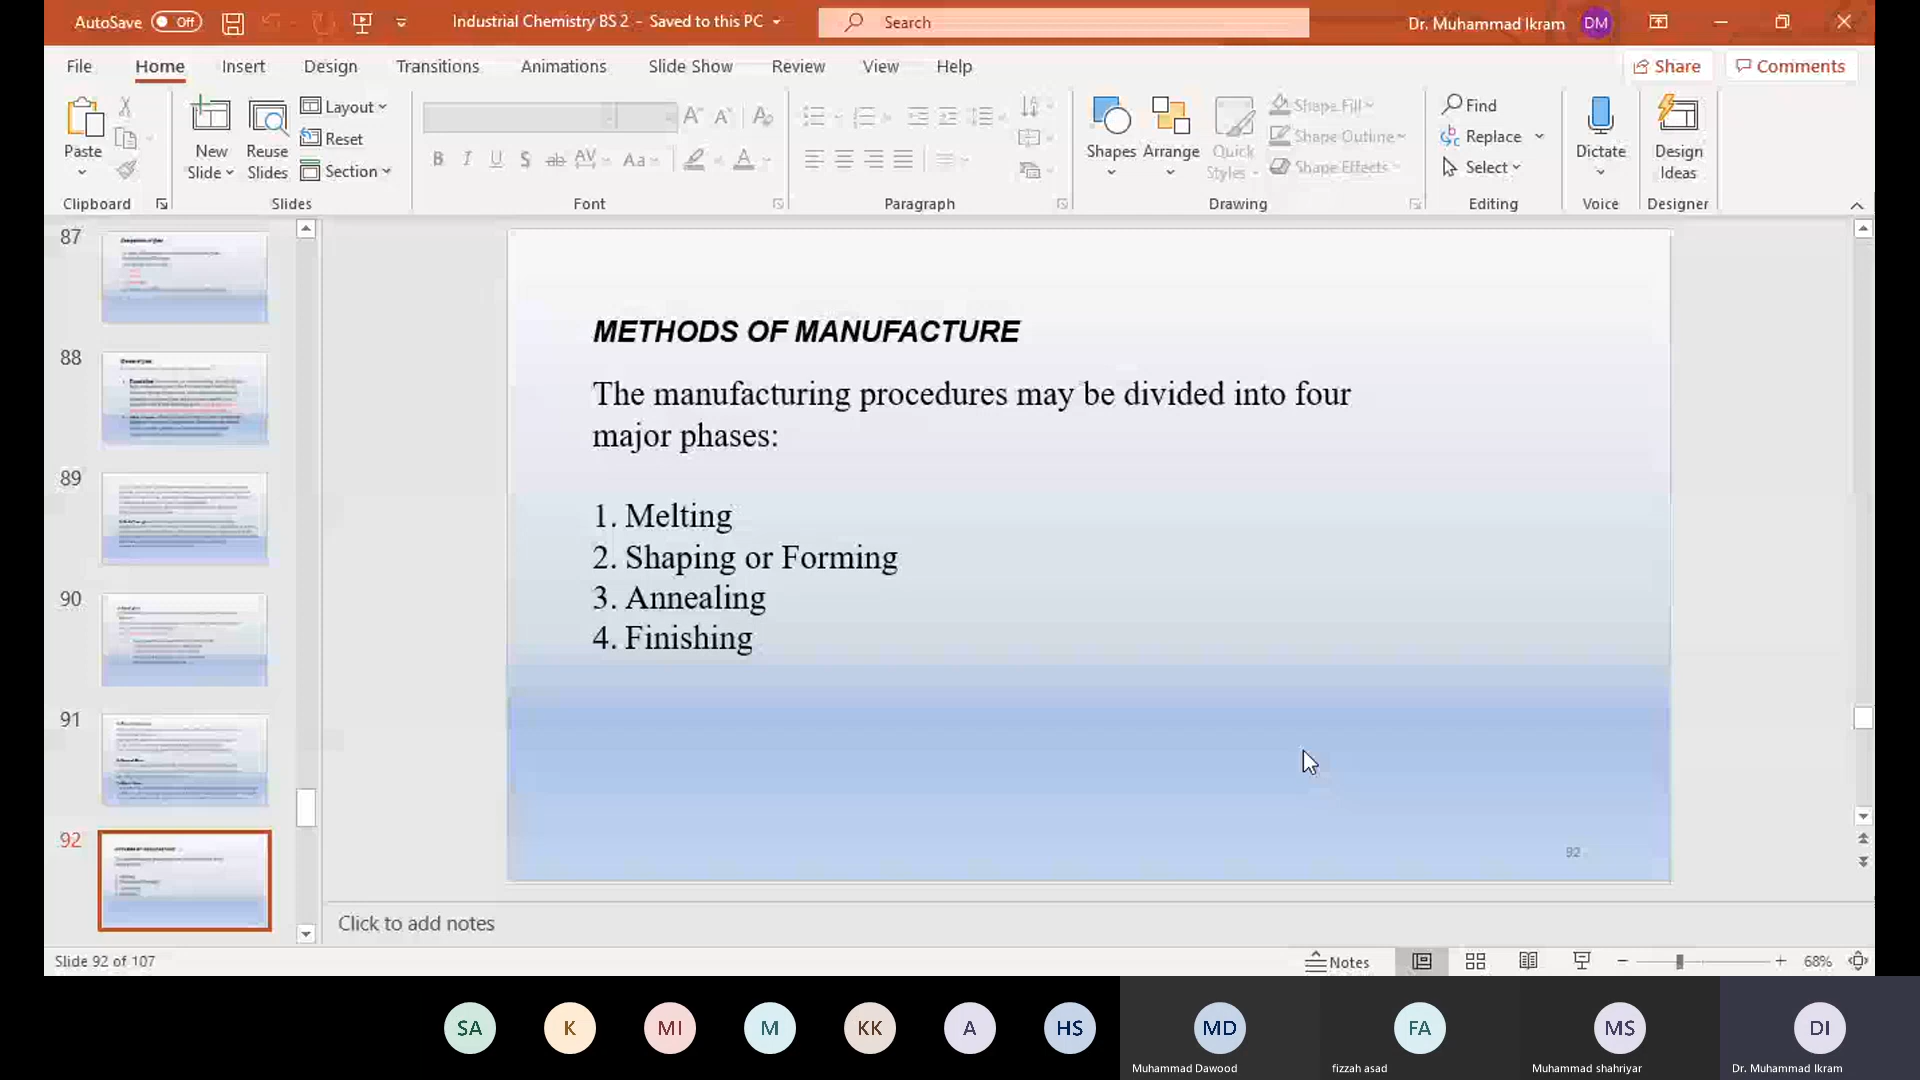 AutoSave Off Industrial Chemistry BS 2 - Saved to this PC Search Dr. Muhammad Ikram DM
File Home Insert Design Transitions Animations Slide Show Review View Help Share Comments
Paste
New Slide
Reuse Slides
Layout
Reset
Section
B I U S ab AV Aa A
Shapes
Arrange
Quick Styles
Shape Fill
Shape Outline
Shape Effects
Find
Replace
Select
Dictate
Design Ideas
Clipboard Slides Font Paragraph Drawing Editing Voice Designer
87
88
89
90
91
92
METHODS OF MANUFACTURE
The manufacturing procedures may be divided into four
major phases:
1. Melting
2. Shaping or Forming
3. Annealing
4. Finishing
92
Click to add notes
Slide 92 of 107 Notes 68%
SA K MI M KK A HS MD FA MS DI
Muhammad Dawood fizzah asad Muhammad shahriyar Dr. Muhammad Ikram